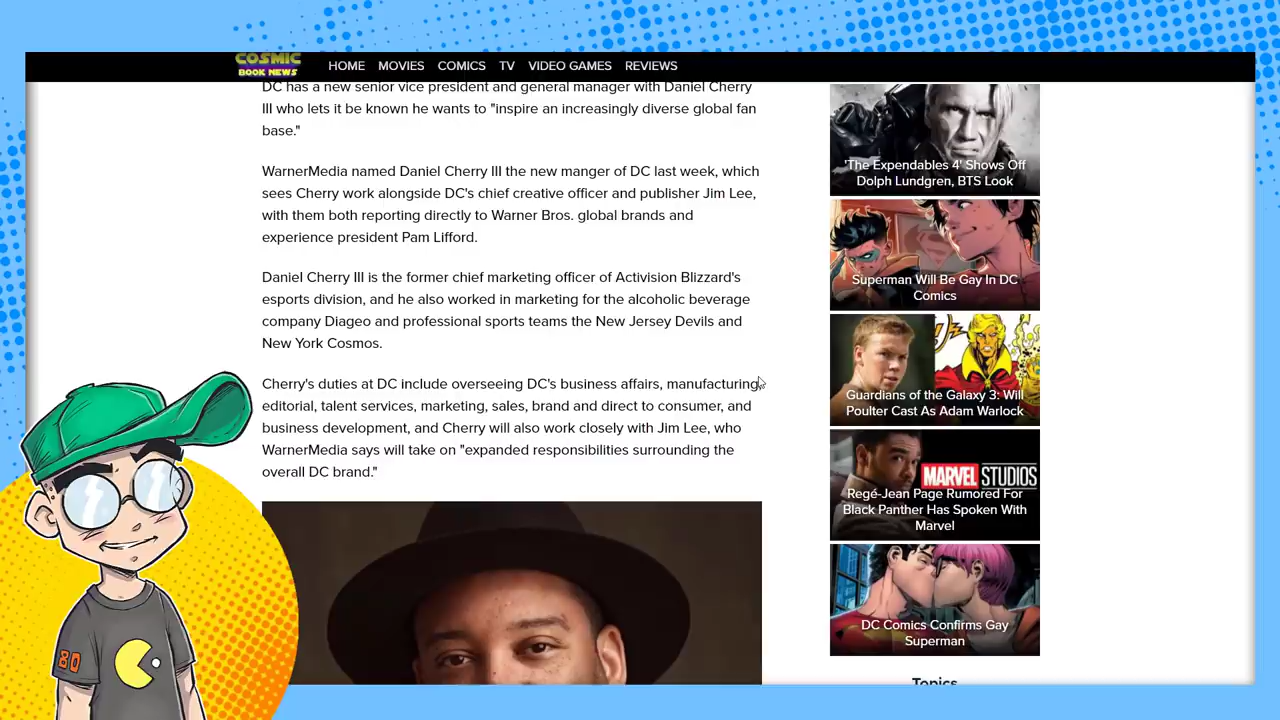 COSMIC
BOOK NEWS
HOME MOVIES COMICS TV VIDEO GAMES REVIEWS
DC has a new senior vice president and general manager with Daniel Cherry
III who lets it be known he wants to "inspire an increasingly diverse global fan
base."
WarnerMedia named Daniel Cherry III the new manger of DC last week, which
sees Cherry work alongside DC's chief creative officer and publisher Jim Lee,
with them both reporting directly to Warner Bros. global brands and
experience president Pam Lifford.
Daniel Cherry III is the former chief marketing officer of Activision Blizzard's
esports division, and he also worked in marketing for the alcoholic beverage
company Diageo and professional sports teams the New Jersey Devils and
New York Cosmos.
Cherry's duties at DC include overseeing DC's business affairs, manufacturing,
editorial, talent services, marketing, sales, brand and direct to consumer, and
business development, and Cherry will also work closely with Jim Lee, who
WarnerMedia says will take on "expanded responsibilities surrounding the
overall DC brand."
'The Expendables 4' Shows Off
Dolph Lundgren, BTS Look
Superman Will Be Gay In DC
Comics
Guardians of the Galaxy 3: Will
Poulter Cast As Adam Warlock
MARVEL STUDIOS
Regé-Jean Page Rumored For
Black Panther Has Spoken With
Marvel
DC Comics Confirms Gay
Superman
Topics
80